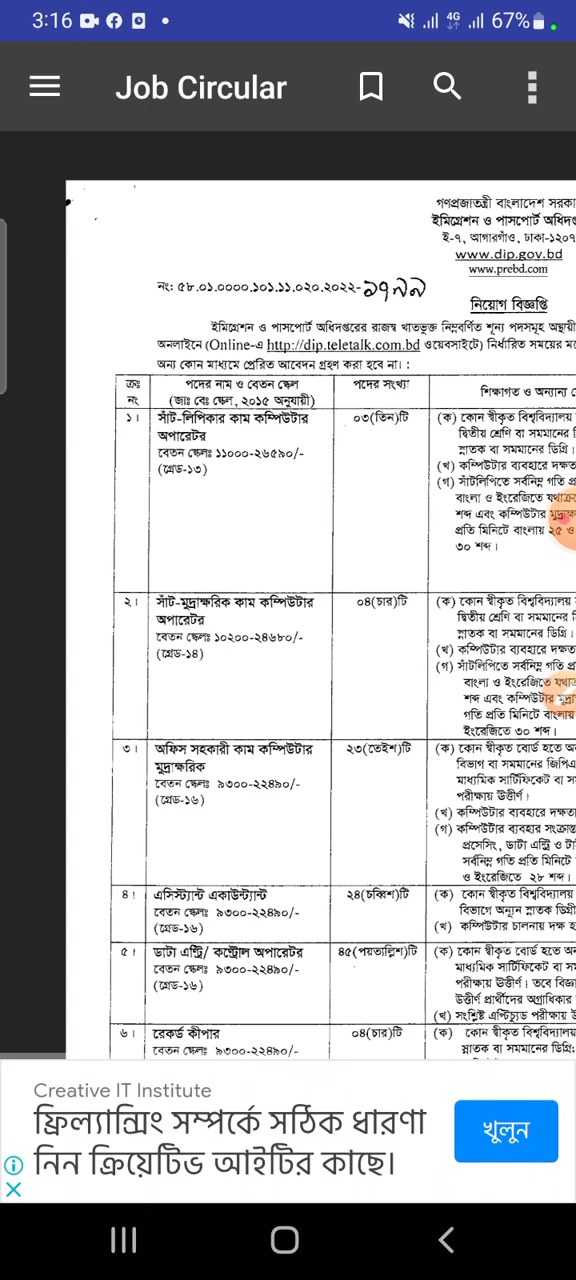 3:16
4G
67%
Job Circular
গণপ্রজাতন্ত্রী বাংলাদেশ সরকা
ইমিগ্রেশন ও পাসপোর্ট অধিদপ্ত
ই-৭, আগারগাঁও, ঢাকা-১২০৭
www.dip.gov.bd
www.prebd.com
নং: ৫৮.০১.০০০০.১০১.১১.০২০.২০২২-১৭৯৯
নিয়োগ বিজ্ঞপ্তি
ইমিগ্রেশন ও পাসপোর্ট অধিদপ্তরের রাজস্ব খাতভুক্ত নিম্নবর্ণিত শূন্য পদসমূহ অস্থায়ী
অনলাইনে (Online-এ http://dip.teletalk.com.bd ওয়েবসাইটে) নির্ধারিত সময়ের মধ্যে
অন্য কোন মাধ্যমে প্রেরিত আবেদন গ্রহণ করা হবে না। :
ক্রঃ নং
পদের নাম ও বেতন স্কেল
(জাঃ বেঃ স্কেল, ২০১৫ অনুযায়ী)
পদের সংখ্যা
শিক্ষাগত ও অন্যান্য
১।
সাঁট-লিপিকার কাম কম্পিউটার
অপারেটর
বেতন স্কেলঃ ১১০০০-২৬৫৯০/-
(গ্রেড-১৩)
০৩(তিন)টি
(ক) কোন স্বীকৃত বিশ্ববিদ্যালয়
দ্বিতীয় শ্রেণি বা সমমানের
স্নাতক বা সমমানের ডিগ্রি।
(খ) কম্পিউটার ব্যবহারে দক্ষত
(গ) সাঁটলিপিতে সর্বনিম্ন গতি প্র
বাংলা ও ইংরেজিতে যথাক্র
শব্দ এবং কম্পিউটার মুদ্রাক্ষ
প্রতি মিনিটে বাংলায় ২৫ ও
৩০ শব্দ।
২।
সাঁট-মুদ্রাক্ষরিক কাম কম্পিউটার
অপারেটর
বেতন স্কেলঃ ১০২০০-২৪৬৮০/-
(গ্রেড-১৪)
০৪(চার)টি
(ক) কোন স্বীকৃত বিশ্ববিদ্যালয়
দ্বিতীয় শ্রেণি বা সমমানের
স্নাতক বা সমমানের ডিগ্রি।
(খ) কম্পিউটার ব্যবহারে দক্ষত
(গ) সাঁটলিপিতে সর্বনিম্ন গতি প্র
বাংলা ও ইংরেজিতে যথাক্র
শব্দ এবং কম্পিউটার মুদ্রা
গতি প্রতি মিনিটে বাংলায়
ইংরেজিতে ৩০ শব্দ।
৩।
অফিস সহকারী কাম কম্পিউটার
মুদ্রাক্ষরিক
বেতন স্কেলঃ ৯৩০০-২২৪৯০/-
(গ্রেড-১৬)
২৩(তেইশ)টি
(ক) কোন স্বীকৃত বোর্ড হতে অ
বিভাগ বা সমমানের জিপিএ
মাধ্যমিক সার্টিফিকেট বা সম
পরীক্ষায় উত্তীর্ণ।
(খ) কম্পিউটার ব্যবহারে দক্ষতা
(গ) কম্পিউটার ব্যবহার সংক্রান্ত
প্রসেসিং, ডাটা এন্ট্রি ও টা
সর্বনিম্ন গতি প্রতি মিনিটে
ও ইংরেজিতে ২৮ শব্দ।
৪।
এসিস্ট্যান্ট একাউন্ট্যান্ট
বেতন স্কেলঃ ৯৩০০-২২৪৯০/-
(গ্রেড-১৬)
২৪(চব্বিশ)টি
(ক) কোন স্বীকৃত বিশ্ববিদ্যালয়
বিভাগে অন্যূন স্নাতক ডিগ্রী
(খ) কম্পিউটার চালনায় দক্ষ হ
৫।
ডাটা এন্ট্রি/ কন্ট্রোল অপারেটর
বেতন স্কেলঃ ৯৩০০-২২৪৯০/-
(গ্রেড-১৬)
৪৫(পয়তাল্লিশ)টি
(ক) কোন স্বীকৃত বোর্ড হতে অন
মাধ্যমিক সার্টিফিকেট বা সম
পরীক্ষায় উত্তীর্ণ। তবে বিজ্ঞা
উত্তীর্ণ প্রার্থীদের অগ্রাধিকার
(খ) সংশ্লিষ্ট এপ্টিচ্যুড পরীক্ষায় উ
৬।
রেকর্ড কীপার
বেতন স্কেলঃ ৯৩০০-২২৪৯০/-
০৪(চার)টি
(ক) কোন স্বীকৃত বিশ্ববিদ্যালয়
স্নাতক বা সমমানের ডিগ্রি;
Creative IT Institute
ফ্রিল্যান্সিং সম্পর্কে সঠিক ধারণা
নিন ক্রিয়েটিভ আইটির কাছে।
খুলুন